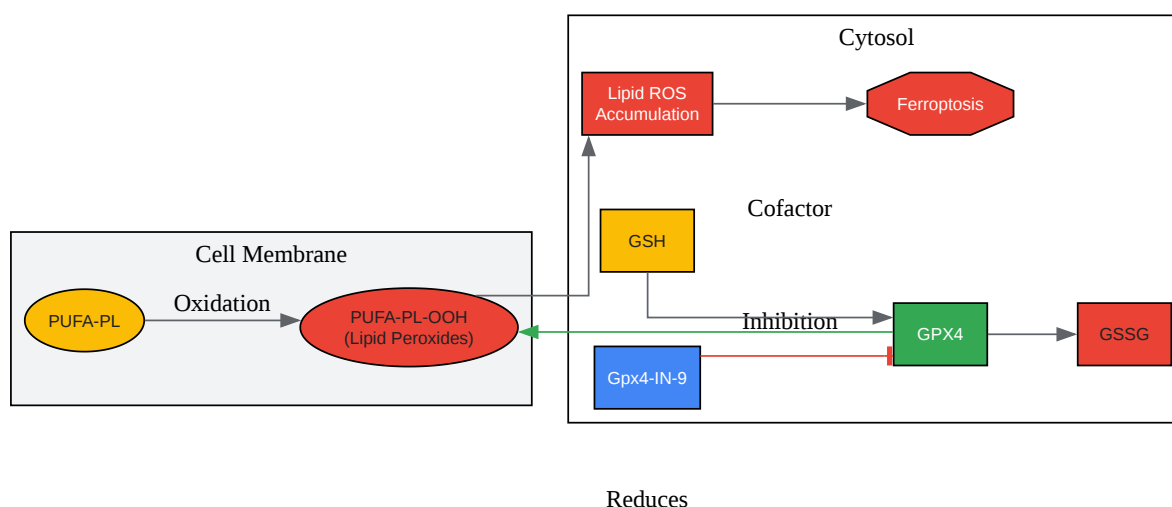 Cytosol
Lipid ROS
Accumulation
Ferroptosis
Cofactor
GSH
Cell Membrane
Oxidation
PUFA-PL
PUFA-PL-OOH
(Lipid Peroxides)
Inhibition
GPX4
GSSG
Gpx4-IN-9
Reduces